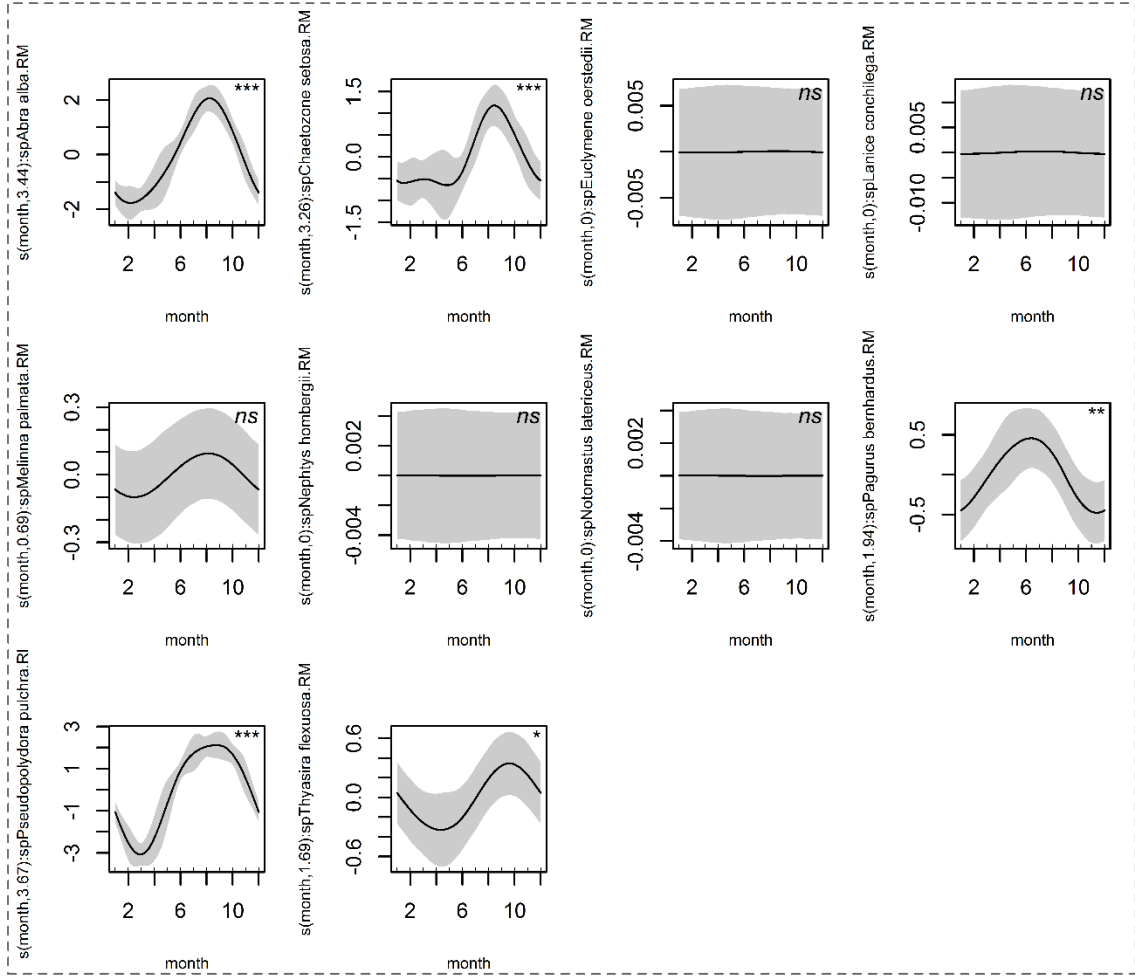 s(month,3.44):spAbra alba.RM
***
2
0
-2
2 6 10
month
s(month,3.26):spChaetozone setosa.RM
***
1.5
0.0
-1.5
2 6 10
month
s(month,0):spEuclymene oerstedii.RM
ns
0.005
-0.005
2 6 10
month
s(month,0):spLanice conchilega.RM
ns
0.005
-0.010
2 6 10
month
s(month,0.69):spMelinna palmata.RM
ns
0.3
0.0
-0.3
2 6 10
month
s(month,0):spNephtys hombergii.RM
ns
0.002
-0.004
2 6 10
month
s(month,0):spNotomastus latericeus.RM
ns
0.002
-0.004
2 6 10
month
s(month,1.94):spPagurus bernhardus.RM
**
0.5
-0.5
2 6 10
month
s(month,3.67):spPseudopolydora pulchra.RI
***
3
1
-1
-3
2 6 10
month
s(month,1.69):spThyasira flexuosa.RM
*
0.6
0.0
-0.6
2 6 10
month